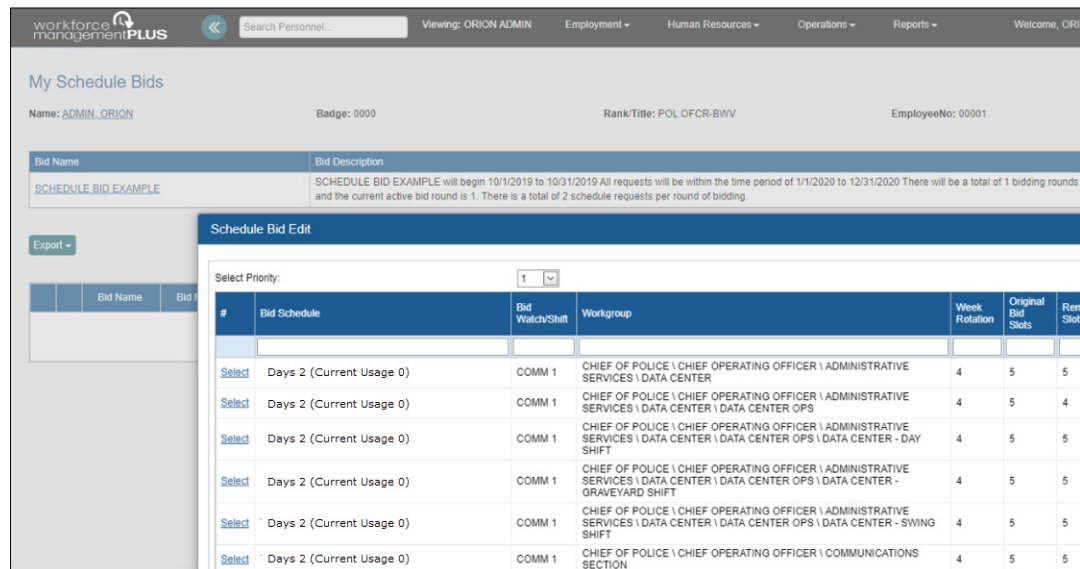 workforce
managementPLUS
Search Personnel...
Viewing: ORION ADMIN
Employment
Human Resources
Operations
Reports
Welcome, ORI
My Schedule Bids
Name: ADMIN, ORION
Badge: 0000
Rank/Title: POL OFCR-BWV
EmployeeNo: 00001
Bid Name
Bid Description
SCHEDULE BID EXAMPLE
SCHEDULE BID EXAMPLE will begin 10/1/2019 to 10/31/2019 All requests will be within the time period of 1/1/2020 to 12/31/2020 There will be a total of 1 bidding rounds
and the current active bid round is 1. There is a total of 2 schedule requests per round of bidding.
Export
Bid Name
Bid
Schedule Bid Edit
Select Priority:
1
#
Bid Schedule
Bid
Watch/Shift
Workgroup
Week
Rotation
Original
Bid
Slots
Rem
Slot
Select
Days 2 (Current Usage 0)
COMM 1
CHIEF OF POLICE \ CHIEF OPERATING OFFICER \ ADMINISTRATIVE
SERVICES \ DATA CENTER
4
5
5
Select
Days 2 (Current Usage 0)
COMM 1
CHIEF OF POLICE \ CHIEF OPERATING OFFICER \ ADMINISTRATIVE
SERVICES \ DATA CENTER \ DATA CENTER OPS
4
5
4
Select
Days 2 (Current Usage 0)
COMM 1
CHIEF OF POLICE \ CHIEF OPERATING OFFICER \ ADMINISTRATIVE
SERVICES \ DATA CENTER \ DATA CENTER OPS \ DATA CENTER - DAY
SHIFT
4
5
5
Select
Days 2 (Current Usage 0)
COMM 1
CHIEF OF POLICE \ CHIEF OPERATING OFFICER \ ADMINISTRATIVE
SERVICES \ DATA CENTER \ DATA CENTER OPS \ DATA CENTER -
GRAVEYARD SHIFT
4
5
5
Select
Days 2 (Current Usage 0)
COMM 1
CHIEF OF POLICE \ CHIEF OPERATING OFFICER \ ADMINISTRATIVE
SERVICES \ DATA CENTER \ DATA CENTER OPS \ DATA CENTER - SWING
SHIFT
4
5
5
Select
Days 2 (Current Usage 0)
COMM 1
CHIEF OF POLICE \ CHIEF OPERATING OFFICER \ COMMUNICATIONS
SECTION
4
5
5